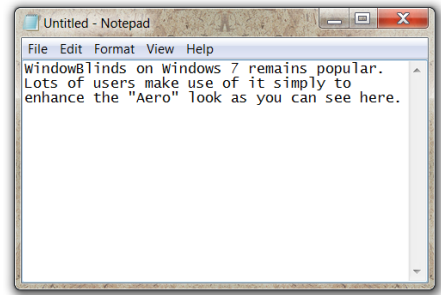 Untitled - Notepad
File Edit Format View Help
WindowBlinds on Windows 7 remains popular.
Lots of users make use of it simply to
enhance the "Aero" look as you can see here.